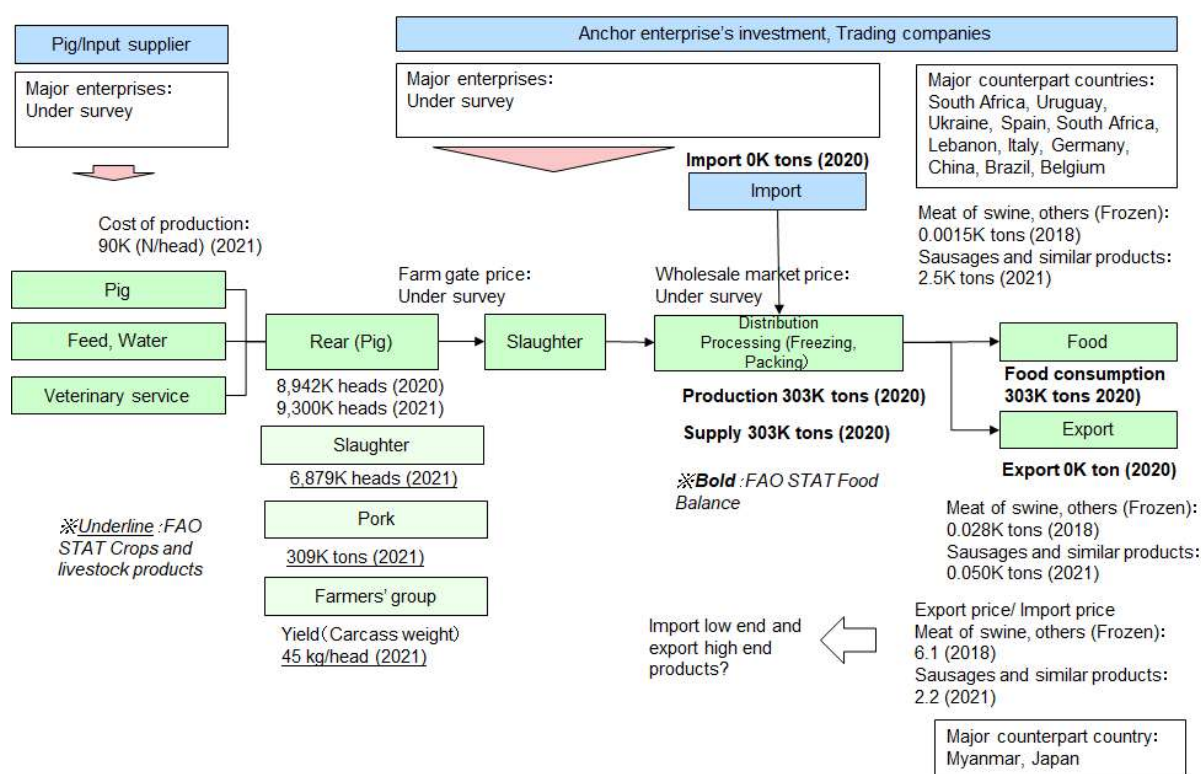 Pig/Input supplier
Anchor enterprise's investment, Trading companies
Major enterprises:
Under survey
Major enterprises:
Under survey
Major counterpart countries:
South Africa, Uruguay,
Ukraine, Spain, South Africa,
Lebanon, Italy, Germany,
China, Brazil, Belgium
Import 0K tons (2020)
Import
Cost of production:
90K (N/head) (2021)
Meat of swine, others (Frozen):
0.0015K tons (2018)
Sausages and similar products:
2.5K tons (2021)
Farm gate price:
Under survey
Wholesale market price:
Under survey
Pig
Feed, Water
Veterinary service
Rear (Pig)
Slaughter
Distribution
Processing (Freezing,
Packing)
Food
Food consumption
303K tons 2020)
Export
Export 0K ton (2020)
8,942K heads (2020)
9,300K heads (2021)
Production 303K tons (2020)
Supply 303K tons (2020)
Slaughter
6,879K heads (2021)
Pork
309K tons (2021)
Farmers' group
Yield(Carcass weight)
45 kg/head (2021)
※Underline :FAO
STAT Crops and
livestock products
※Bold :FAO STAT Food
Balance
Meat of swine, others (Frozen):
0.028K tons (2018)
Sausages and similar products:
0.050K tons (2021)
Import low end and
export high end
products?
Export price/ Import price
Meat of swine, others (Frozen):
6.1 (2018)
Sausages and similar products:
2.2 (2021)
Major counterpart country:
Myanmar, Japan